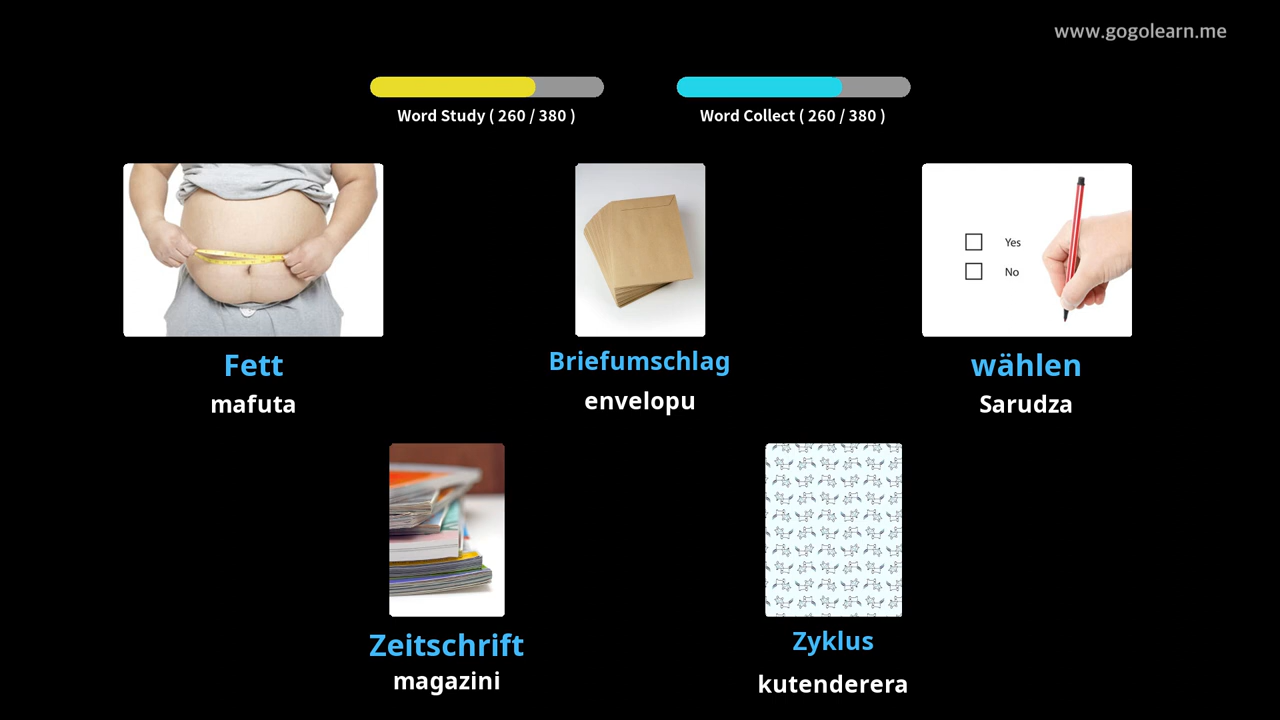 www.gogolearn.me
Word Study ( 260 / 380 )
Word Collect ( 260 / 380 )
Yes
No
Fett
mafuta
Briefumschlag
envelopu
wählen
Sarudza
Zeitschrift
magazini
Zyklus
kutenderera